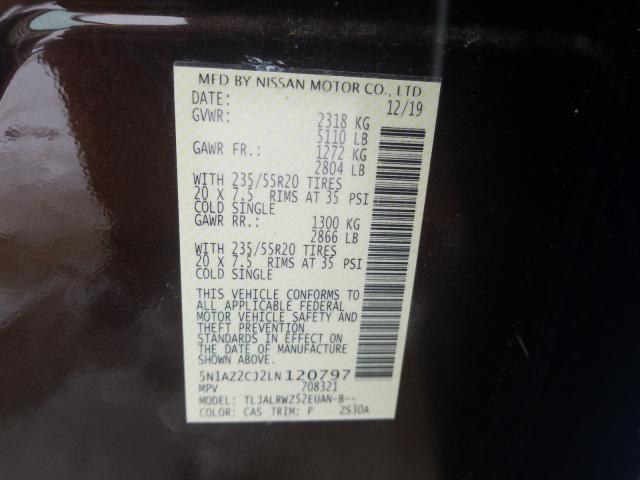 MFD BY NISSAN MOTOR CO., LTD
DATE: 12/19
GVWR: 2318 KG
5110 LB
GAWR FR.: 1272 KG
2804 LB
WITH 235/55R20 TIRES
20 X 7.5 RIMS AT 35 PSI
COLD SINGLE
GAWR RR.: 1300 KG
2866 LB
WITH 235/55R20 TIRES
20 X 7.5 RIMS AT 35 PSI
COLD SINGLE
THIS VEHICLE CONFORMS TO
ALL APPLICABLE FEDERAL
MOTOR VEHICLE SAFETY AND
THEFT PREVENTION
STANDARDS IN EFFECT ON
THE DATE OF MANUFACTURE
SHOWN ABOVE.
5N1AZ2CJ2LN120797
MPV 708321
MODEL: TLJALRWZ52EUAN-B--
COLOR: CAS TRIM: P 2S30A